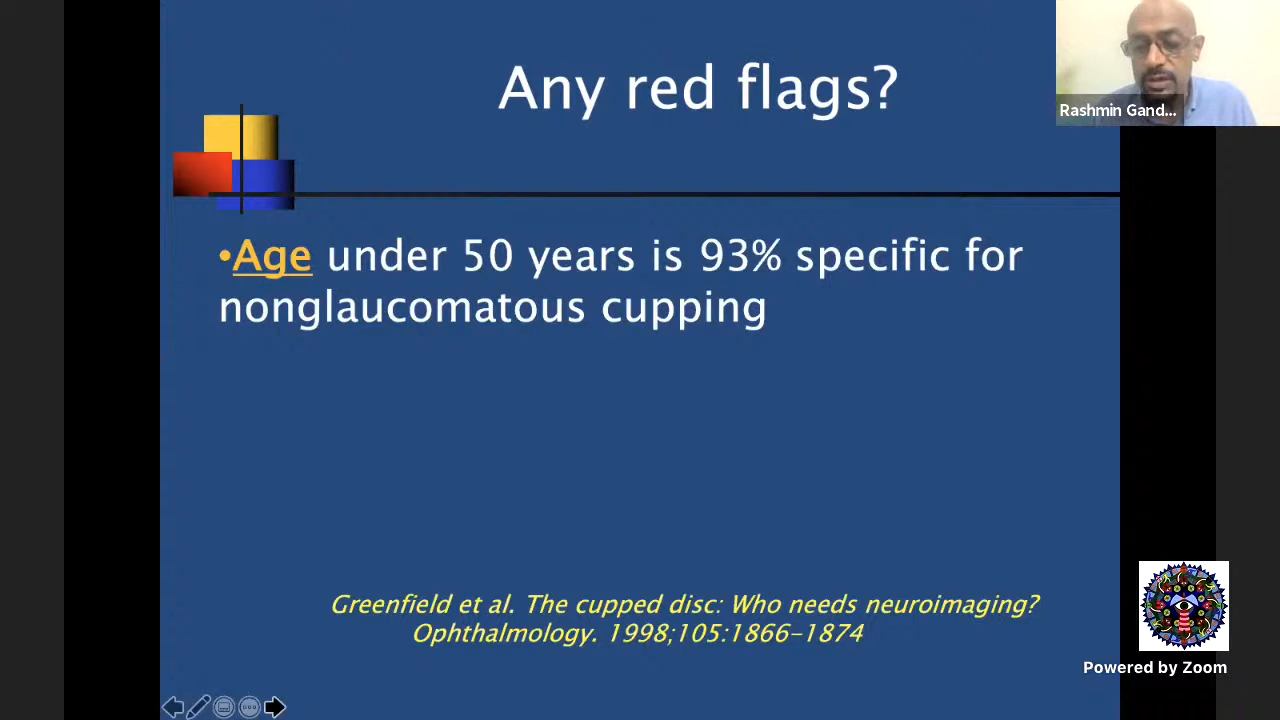 Any red flags?
Rashmin Gand...
•Age under 50 years is 93% specific for
nonglaucomatous cupping
Greenfield et al. The cupped disc: Who needs neuroimaging?
Ophthalmology. 1998;105:1866-1874
Powered by Zoom